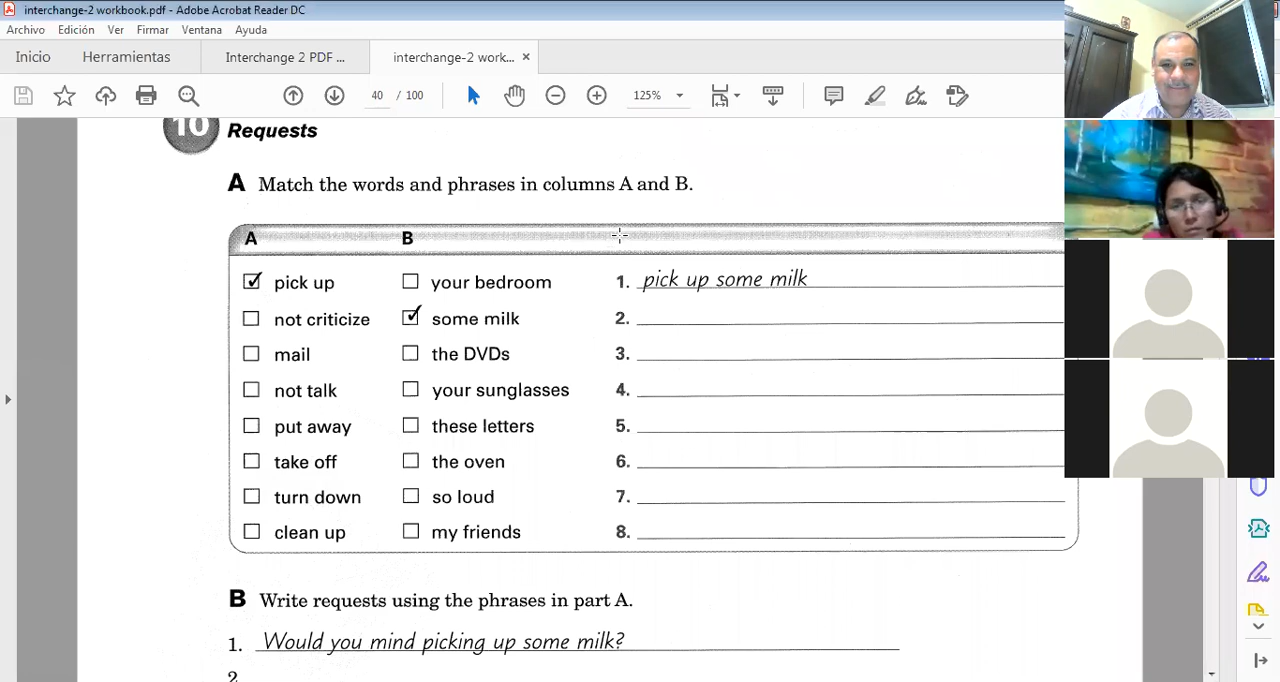 interchange-2 workbook.pdf - Adobe Acrobat Reader DC
Archivo Edición Ver Firmar Ventana Ayuda
Inicio Herramientas Interchange 2 PDF ... interchange-2 work... ×
40 / 100 125%
10 Requests
A Match the words and phrases in columns A and B.
A B
pick up your bedroom 1. pick up some milk
not criticize some milk 2.
mail the DVDs 3.
not talk your sunglasses 4.
put away these letters 5.
take off the oven 6.
turn down so loud 7.
clean up my friends 8.
B Write requests using the phrases in part A.
1. Would you mind picking up some milk?
2